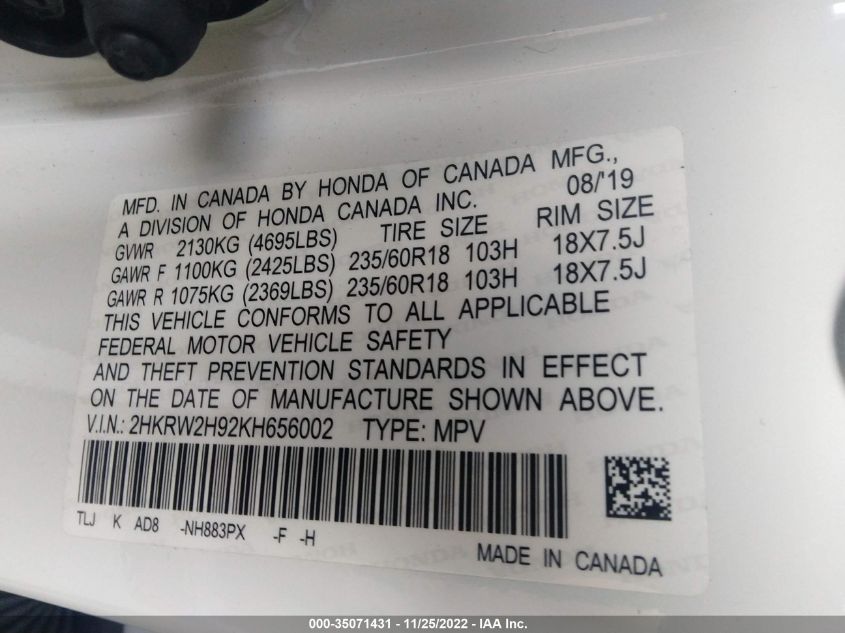 MFD. IN CANADA BY HONDA OF CANADA MFG.,
A DIVISION OF HONDA CANADA INC. 08/'19
GVWR 2130KG (4695LBS) TIRE SIZE RIM SIZE
GAWR F 1100KG (2425LBS) 235/60R18 103H 18X7.5J
GAWR R 1075KG (2369LBS) 235/60R18 103H 18X7.5J
THIS VEHICLE CONFORMS TO ALL APPLICABLE
FEDERAL MOTOR VEHICLE SAFETY
AND THEFT PREVENTION STANDARDS IN EFFECT
ON THE DATE OF MANUFACTURE SHOWN ABOVE.
V.I.N.: 2HKRW2H92KH656002 TYPE: MPV
TLJ K AD8 -NH883PX -F -H
MADE IN CANADA
000-35071431 - 11/25/2022 - IAA Inc.